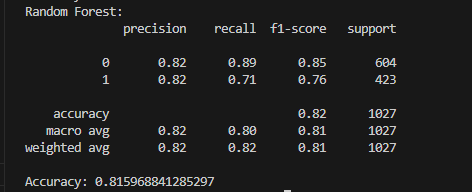 Random Forest:
precision recall f1-score support
0 0.82 0.89 0.85 604
1 0.82 0.71 0.76 423
accuracy 0.82 1027
macro avg 0.82 0.80 0.81 1027
weighted avg 0.82 0.82 0.81 1027
Accuracy: 0.815968841285297